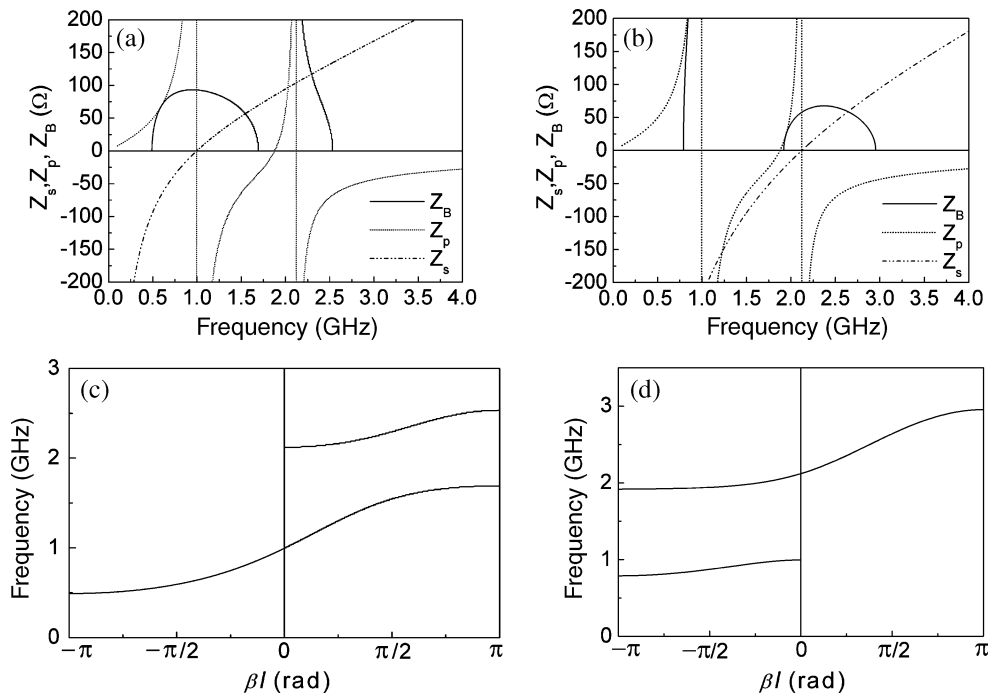 (a)
200
150
100
50
0
-50
-100
-150
-200
Z_s, Z_p, Z_B (Ω)
Z_B
Z_p
Z_s
0.0 0.5 1.0 1.5 2.0 2.5 3.0 3.5 4.0
Frequency (GHz)
(b)
200
150
100
50
0
-50
-100
-150
-200
Z_s, Z_p, Z_B (Ω)
Z_B
Z_p
Z_s
0.0 0.5 1.0 1.5 2.0 2.5 3.0 3.5 4.0
Frequency (GHz)
(c)
3
2
1
0
Frequency (GHz)
−π −π/2 0 π/2 π
βl (rad)
(d)
3
2
1
0
Frequency (GHz)
−π −π/2 0 π/2 π
βl (rad)